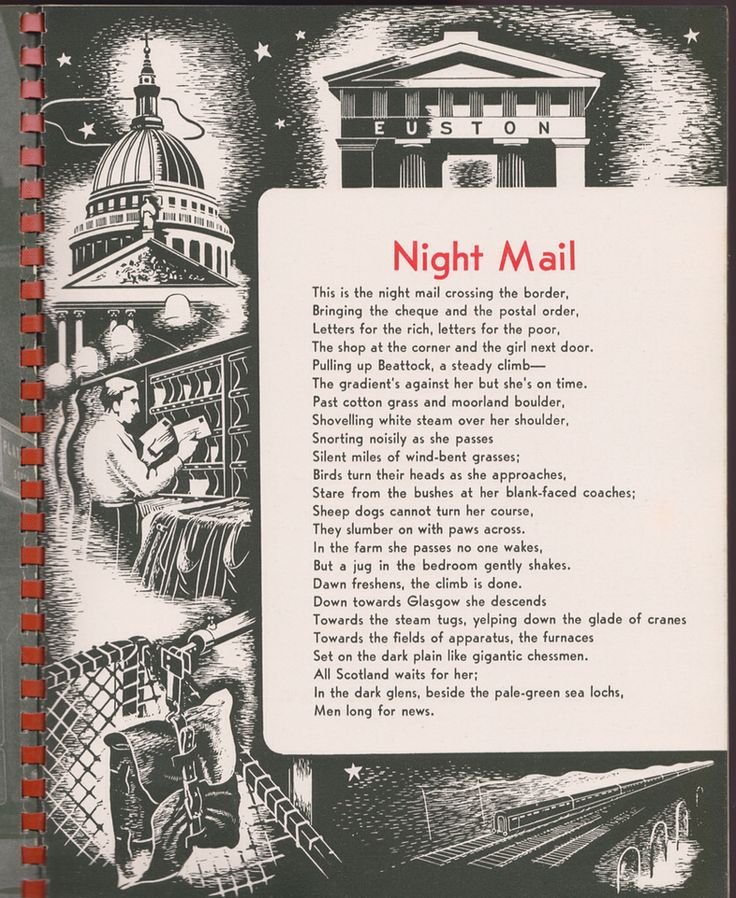 EUSTON
Night Mail
This is the night mail crossing the border,
Bringing the cheque and the postal order,
Letters for the rich, letters for the poor,
The shop at the corner and the girl next door.
Pulling up Beattock, a steady climb—
The gradient's against her but she's on time.
Past cotton grass and moorland boulder,
Shovelling white steam over her shoulder,
Snorting noisily as she passes
Silent miles of wind-bent grasses;
Birds turn their heads as she approaches,
Stare from the bushes at her blank-faced coaches;
Sheep dogs cannot turn her course,
They slumber on with paws across.
In the farm she passes no one wakes,
But a jug in the bedroom gently shakes.
Dawn freshens, the climb is done.
Down towards Glasgow she descends
Towards the steam tugs, yelping down the glade of cranes
Towards the fields of apparatus, the furnaces
Set on the dark plain like gigantic chessmen.
All Scotland waits for her;
In the dark glens, beside the pale-green sea lochs,
Men long for news.